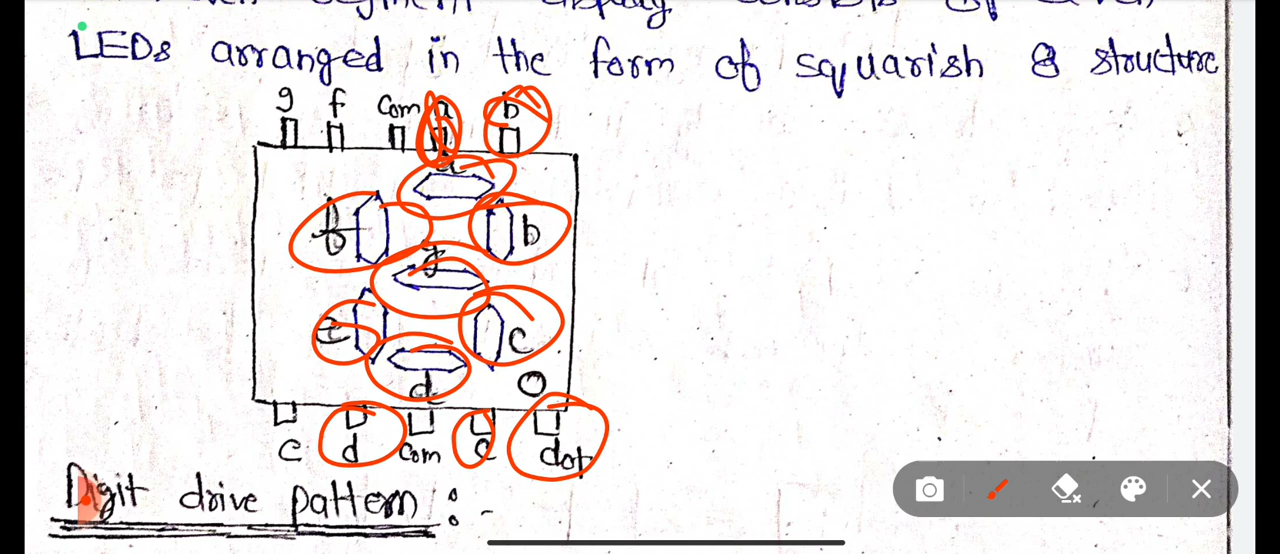 LEDs arranged in the form of squarish 8 structure
g f Com a b
a
f b
g
e c
d
c d Com c dot
Digit drive pattern : -